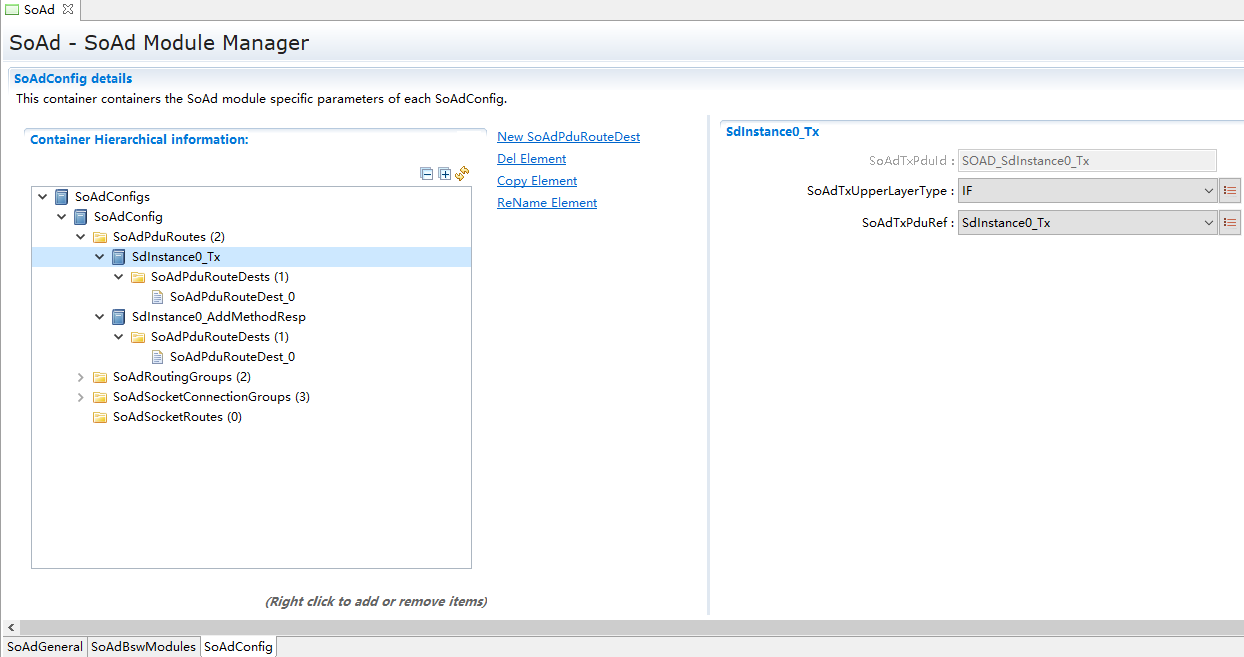 SoAd
SoAd - SoAd Module Manager
SoAdConfig details
This container containers the SoAd module specific parameters of each SoAdConfig.
Container Hierarchical information:
SoAdConfigs
SoAdConfig
SoAdPduRoutes (2)
SdInstance0_Tx
SoAdPduRouteDests (1)
SoAdPduRouteDest_0
SdInstance0_AddMethodResp
SoAdPduRouteDests (1)
SoAdPduRouteDest_0
SoAdRoutingGroups (2)
SoAdSocketConnectionGroups (3)
SoAdSocketRoutes (0)
(Right click to add or remove items)
New SoAdPduRouteDest
Del Element
Copy Element
ReName Element
SdInstance0_Tx
SoAdTxPduId : SOAD_SdInstance0_Tx
SoAdTxUpperLayerType : IF
SoAdTxPduRef : SdInstance0_Tx
SoAdGeneral SoAdBswModules SoAdConfig